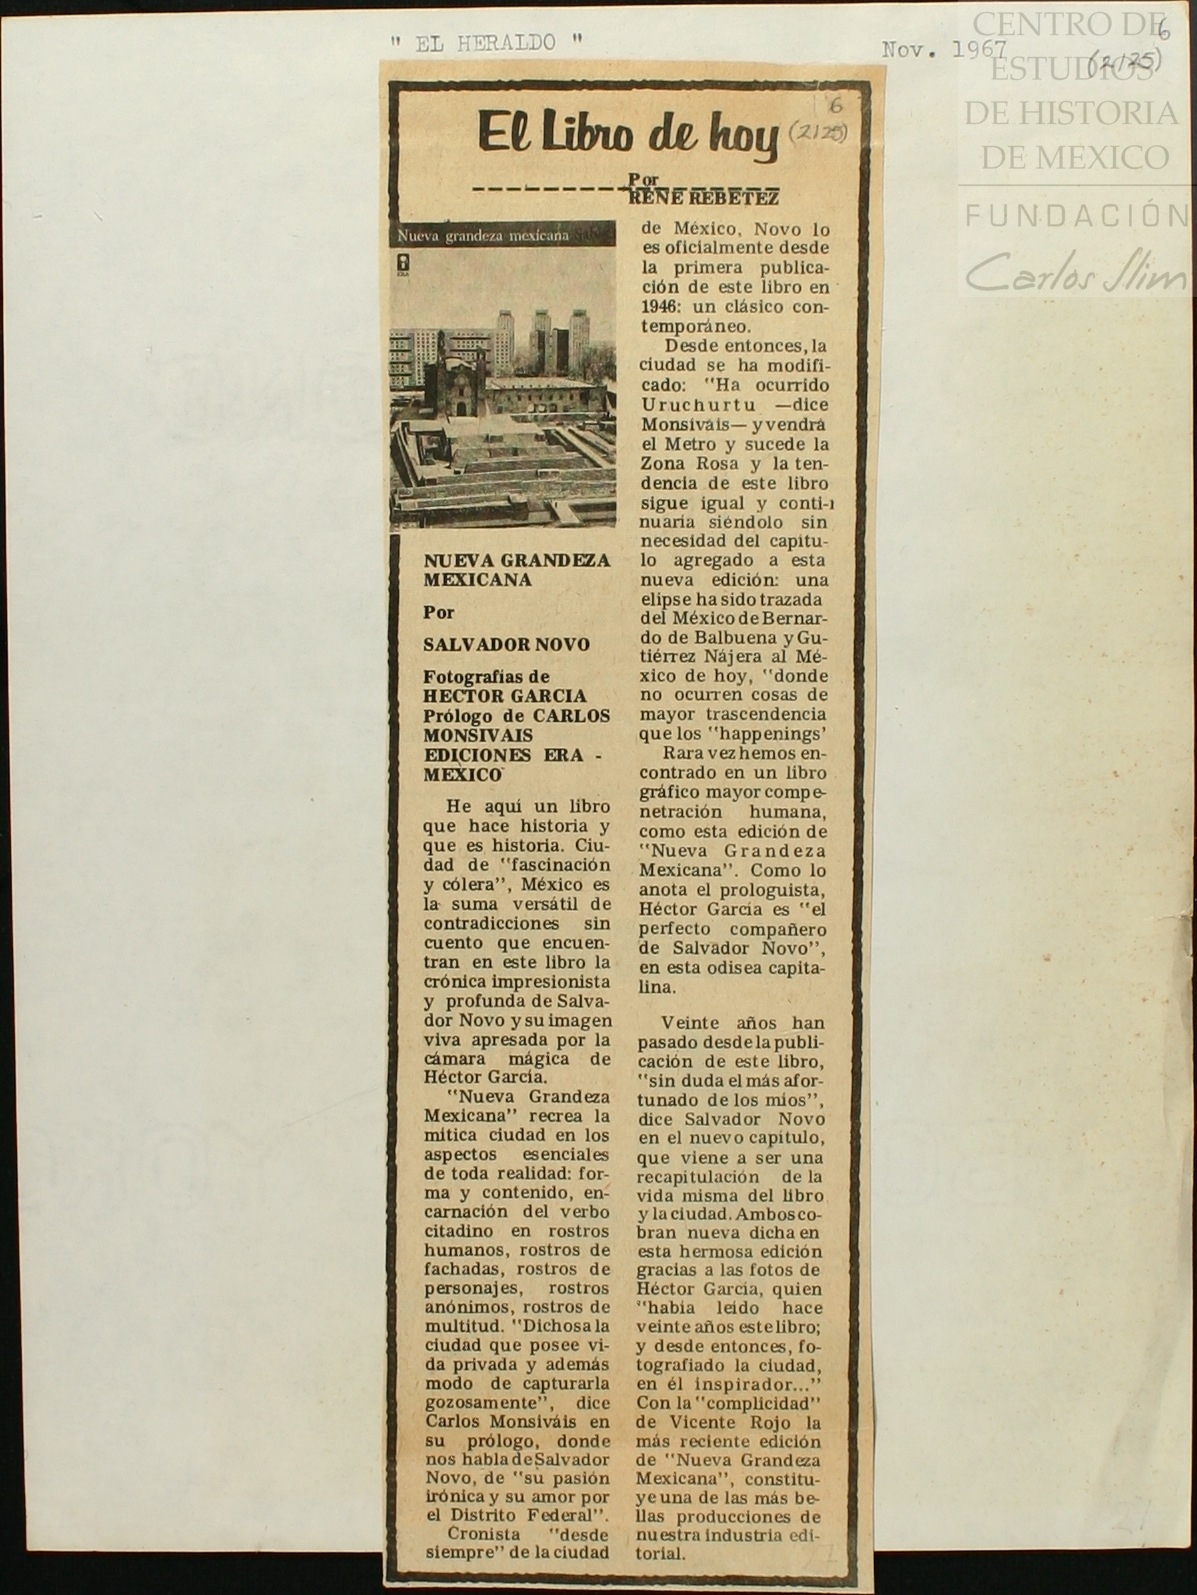 " EL HERALDO "
Nov. 1967
6
(2125)
CENTRO DE
ESTUDIOS
DE HISTORIA
DE MEXICO
FUNDACIÓN
Carlos Slim
6
(2125)
El Libro de hoy
Por
RENE REBETEZ
Nueva grandeza mexicana
ERA
NUEVA GRANDEZA
MEXICANA
Por
SALVADOR NOVO
Fotografías de
HECTOR GARCIA
Prólogo de CARLOS
MONSIVAIS
EDICIONES ERA -
MEXICO
He aquí un libro
que hace historia y
que es historia. Ciu-
dad de "fascinación
y cólera", México es
la suma versátil de
contradicciones sin
cuento que encuen-
tran en este libro la
crónica impresionista
y profunda de Salva-
dor Novo y su imagen
viva apresada por la
cámara mágica de
Héctor García.
"Nueva Grandeza
Mexicana" recrea la
mítica ciudad en los
aspectos esenciales
de toda realidad: for-
ma y contenido, en-
carnación del verbo
citadino en rostros
humanos, rostros de
fachadas, rostros de
personajes, rostros
anónimos, rostros de
multitud. "Dichosa la
ciudad que posee vi-
da privada y además
modo de capturarla
gozosamente", dice
Carlos Monsiváis en
su prólogo, donde
nos habla de Salvador
Novo, de "su pasión
irónica y su amor por
el Distrito Federal".
Cronista "desde
siempre" de la ciudad
de México, Novo lo
es oficialmente desde
la primera publica-
ción de este libro en
1946: un clásico con-
temporáneo.
Desde entonces, la
ciudad se ha modifi-
cado: "Ha ocurrido
Uruchurtu —dice
Monsiváis— y vendrá
el Metro y sucede la
Zona Rosa y la ten-
dencia de este libro
sigue igual y conti-
nuaría siéndolo sin
necesidad del capítu-
lo agregado a esta
nueva edición: una
elipse ha sido trazada
del México de Bernar-
do de Balbuena y Gu-
tiérrez Nájera al Mé-
xico de hoy, "donde
no ocurren cosas de
mayor trascendencia
que los "happenings'
Rara vez hemos en-
contrado en un libro
gráfico mayor compe-
netración humana,
como esta edición de
"Nueva Grandeza
Mexicana". Como lo
anota el prologuista,
Héctor García es "el
perfecto compañero
de Salvador Novo",
en esta odisea capita-
lina.
Veinte años han
pasado desde la publi-
cación de este libro,
"sin duda el más afor-
tunado de los míos",
dice Salvador Novo
en el nuevo capítulo,
que viene a ser una
recapitulación de la
vida misma del libro
y la ciudad. Ambos co-
bran nueva dicha en
esta hermosa edición
gracias a las fotos de
Héctor García, quien
"había leído hace
veinte años este libro;
y desde entonces, fo-
tografiado la ciudad,
en él inspirador..."
Con la "complicidad"
de Vicente Rojo la
más reciente edición
de "Nueva Grandeza
Mexicana", constitu-
ye una de las más be-
llas producciones de
nuestra industria edi-
torial.